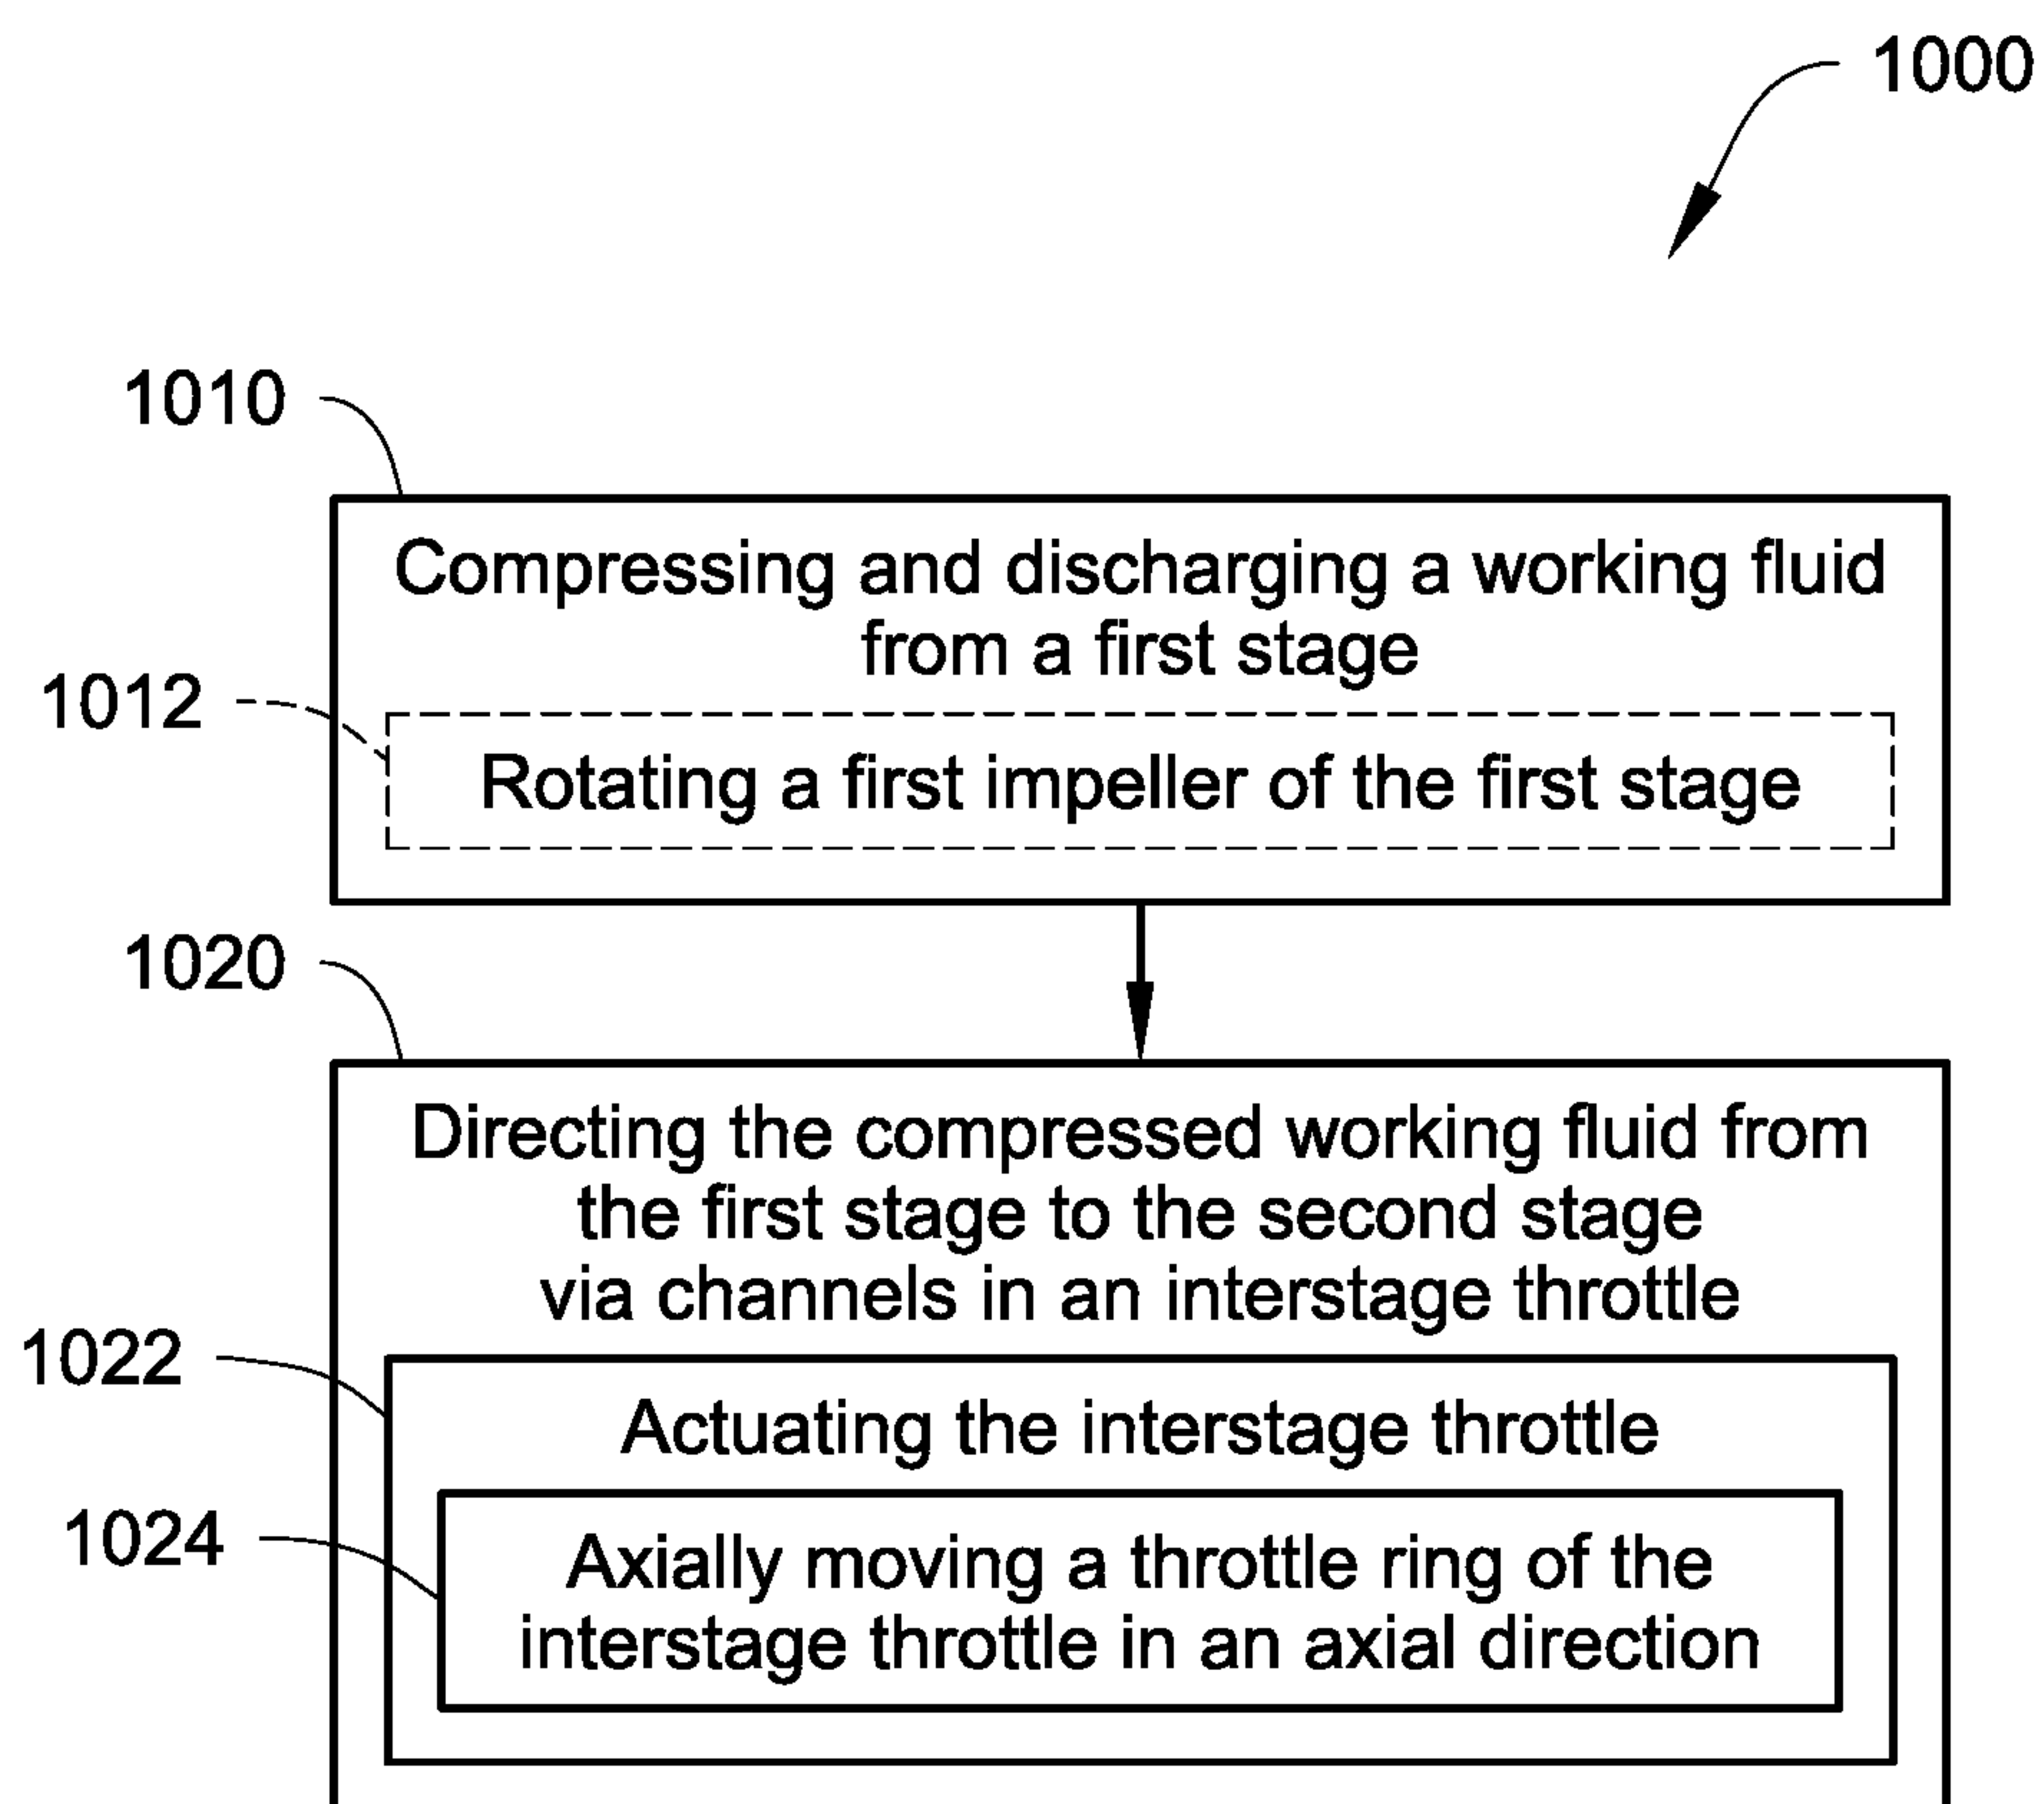 1000
1010
Compressing and discharging a working fluid
from a first stage
1012
Rotating a first impeller of the first stage
1020
Directing the compressed working fluid from
the first stage to the second stage
via channels in an interstage throttle
1022
Actuating the interstage throttle
1024
Axially moving a throttle ring of the
interstage throttle in an axial direction